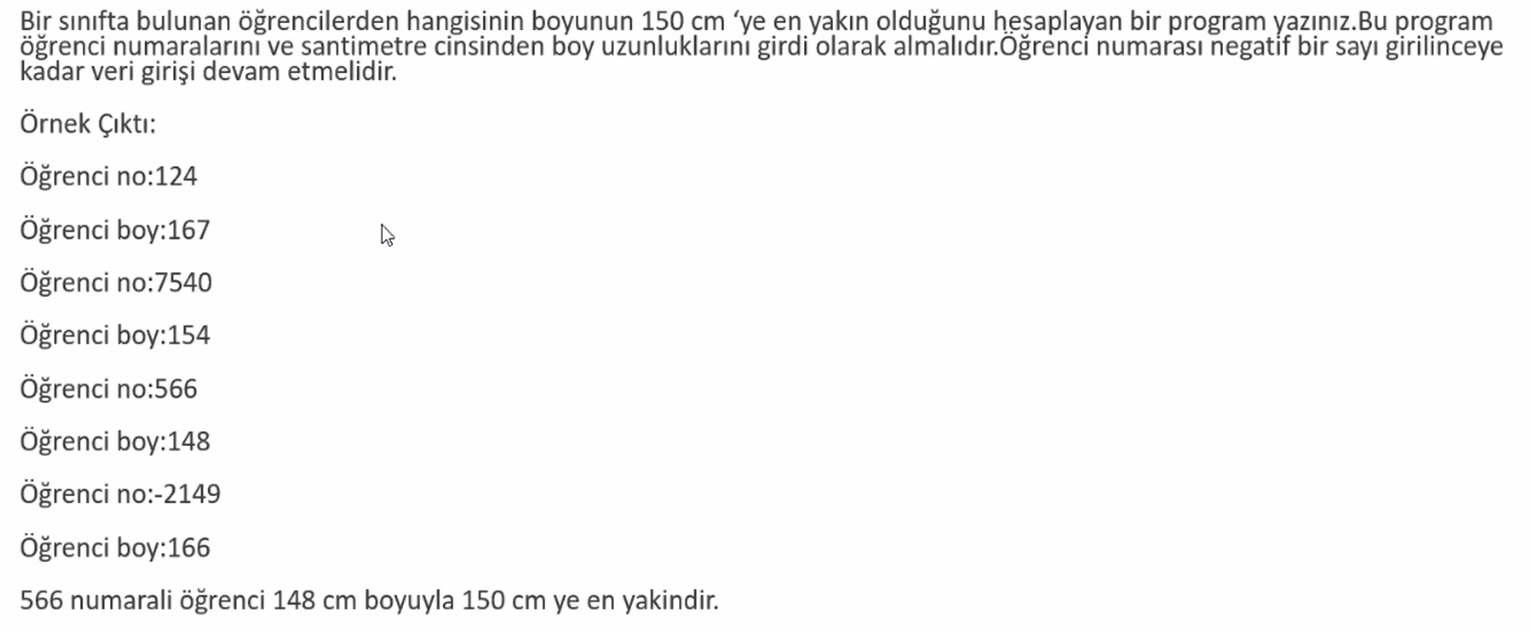 Bir sınıfta bulunan öğrencilerden hangisinin boyunun 150 cm ‘ye en yakın olduğunu hesaplayan bir program yazınız.Bu program
öğrenci numaralarını ve santimetre cinsinden boy uzunluklarını girdi olarak almalıdır.Öğrenci numarası negatif bir sayı girilinceye
kadar veri girişi devam etmelidir.
Örnek Çıktı:
Öğrenci no:124
Öğrenci boy:167
Öğrenci no:7540
Öğrenci boy:154
Öğrenci no:566
Öğrenci boy:148
Öğrenci no:-2149
Öğrenci boy:166
566 numarali öğrenci 148 cm boyuyla 150 cm ye en yakindir.